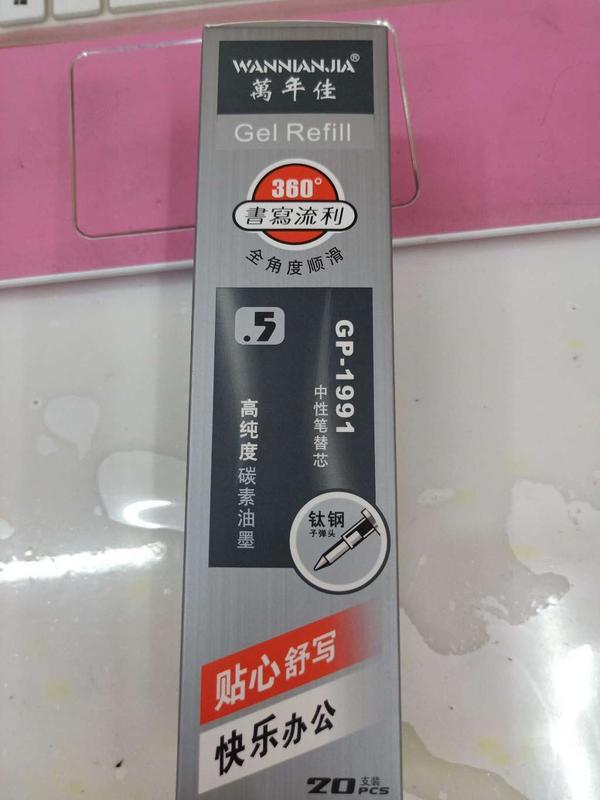 WANNIANJIA®
萬年佳
Gel Refill
360°
書寫流利
全角度顺滑
.5
GP-1991
中性笔替芯
高纯度碳素油墨
钛钢
子弹头
贴心舒写
快乐办公
20支装
PCS